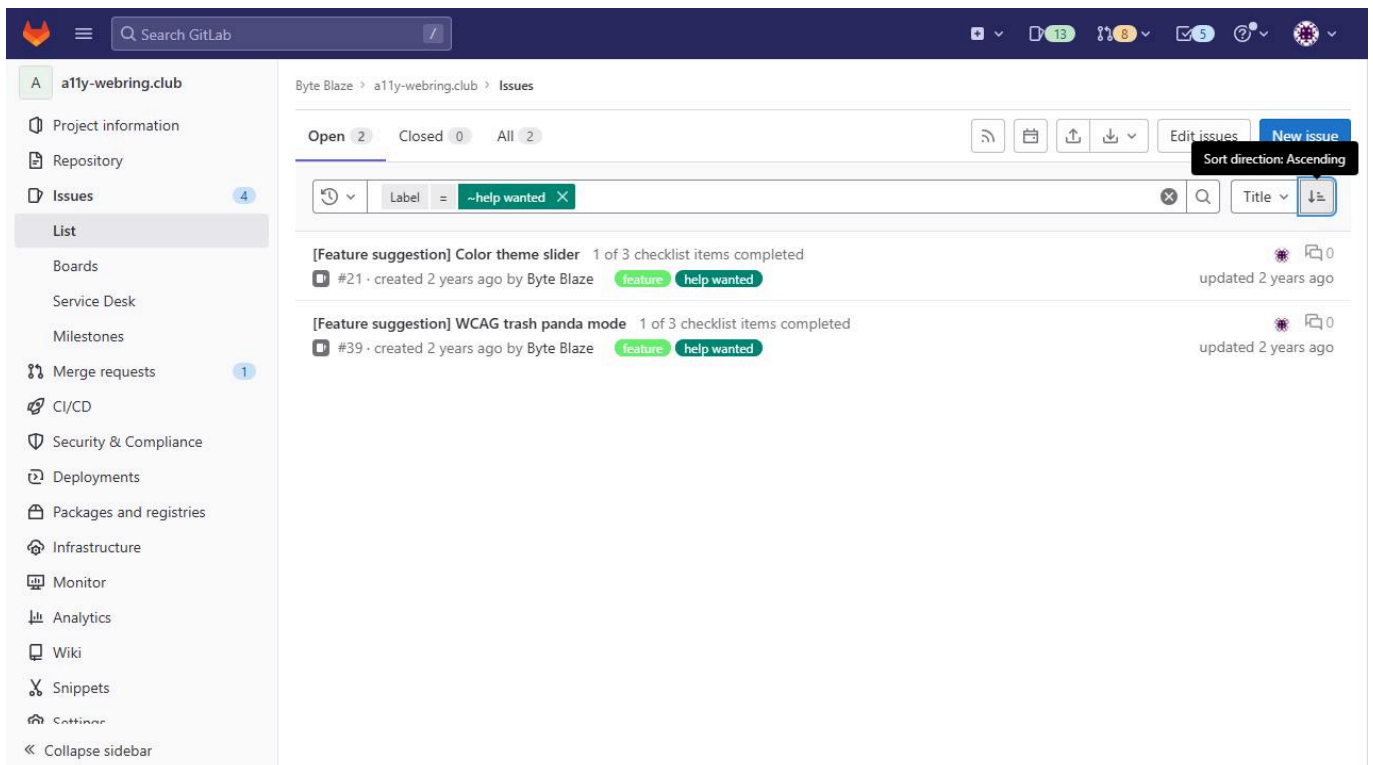 Search GitLab /
13 8 5
A a11y-webring.club
Project information
Repository
Issues 4
List
Boards
Service Desk
Milestones
Merge requests 1
CI/CD
Security & Compliance
Deployments
Packages and registries
Infrastructure
Monitor
Analytics
Wiki
Snippets
Settings
Collapse sidebar
Byte Blaze > a11y-webring.club > Issues
Open 2 Closed 0 All 2
Edit issues New issue
Sort direction: Ascending
Label = ~help wanted
Title
[Feature suggestion] Color theme slider 1 of 3 checklist items completed 0
#21 · created 2 years ago by Byte Blaze feature help wanted updated 2 years ago
[Feature suggestion] WCAG trash panda mode 1 of 3 checklist items completed 0
#39 · created 2 years ago by Byte Blaze feature help wanted updated 2 years ago